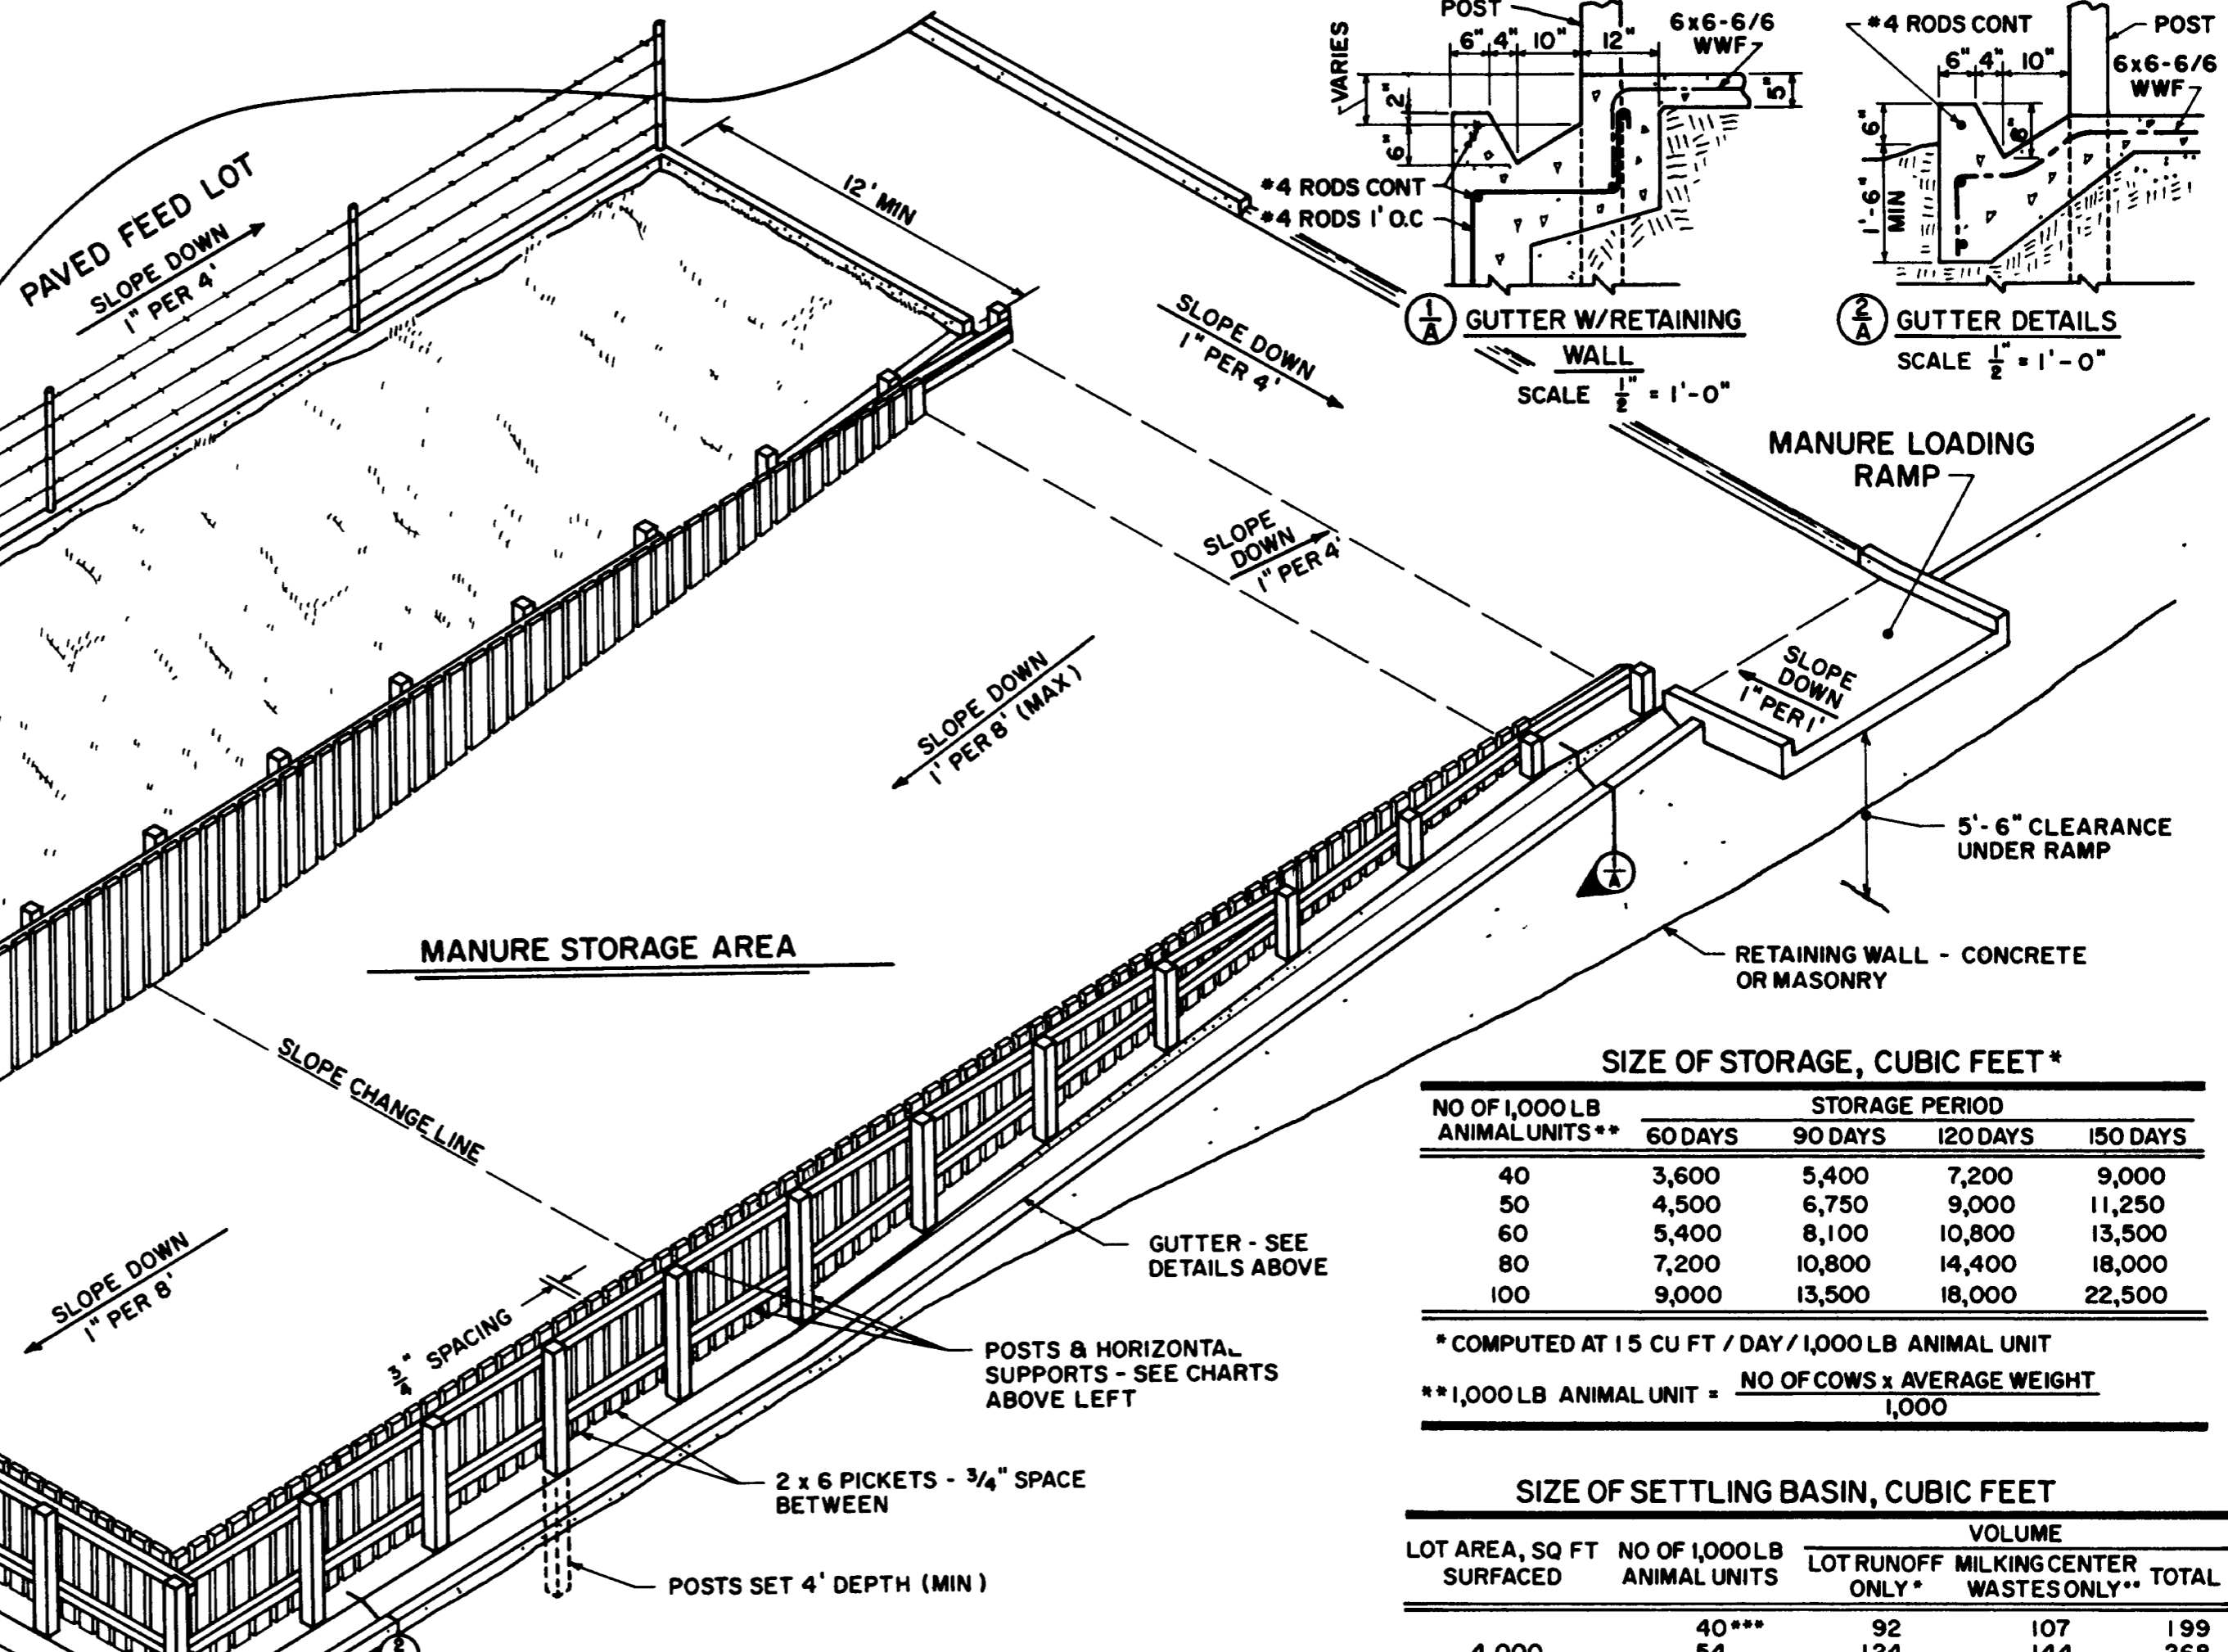 POST
VARIES
6" 4" 10" 12"
6x6-6/6
WWF
2"
6"
5"
#4 RODS CONT
#4 RODS 1' O.C
1
A
GUTTER W/RETAINING
WALL
SCALE 1/2" = 1'-0"
#4 RODS CONT
POST
6" 4" 10"
6x6-6/6
WWF
6"
8"
1'-6"
MIN
2
A
GUTTER DETAILS
SCALE 1/2" = 1'-0"
PAVED FEED LOT
SLOPE DOWN
1" PER 4'
12' MIN
SLOPE DOWN
1" PER 4'
MANURE LOADING
RAMP
SLOPE
DOWN
1" PER 4'
SLOPE
DOWN
1" PER 1'
SLOPE DOWN
1' PER 8' (MAX)
5'-6" CLEARANCE
UNDER RAMP
1
A
MANURE STORAGE AREA
RETAINING WALL - CONCRETE
OR MASONRY
SLOPE CHANGE LINE
SLOPE DOWN
1" PER 8'
3/4" SPACING
GUTTER - SEE
DETAILS ABOVE
POSTS & HORIZONTAL
SUPPORTS - SEE CHARTS
ABOVE LEFT
2 x 6 PICKETS - 3/4" SPACE
BETWEEN
POSTS SET 4' DEPTH (MIN)
2
SIZE OF STORAGE, CUBIC FEET*
NO OF 1,000 LB STORAGE PERIOD
ANIMAL UNITS** 60 DAYS 90 DAYS 120 DAYS 150 DAYS
40 3,600 5,400 7,200 9,000
50 4,500 6,750 9,000 11,250
60 5,400 8,100 10,800 13,500
80 7,200 10,800 14,400 18,000
100 9,000 13,500 18,000 22,500
* COMPUTED AT 1 5 CU FT / DAY / 1,000 LB ANIMAL UNIT
** 1,000 LB ANIMAL UNIT = NO OF COWS x AVERAGE WEIGHT
1,000
SIZE OF SETTLING BASIN, CUBIC FEET
VOLUME
LOT AREA, SQ FT NO OF 1,000 LB LOT RUNOFF MILKING CENTER TOTAL
SURFACED ANIMAL UNITS ONLY* WASTES ONLY**
40*** 92 107 199
4,000 54 124 144 268